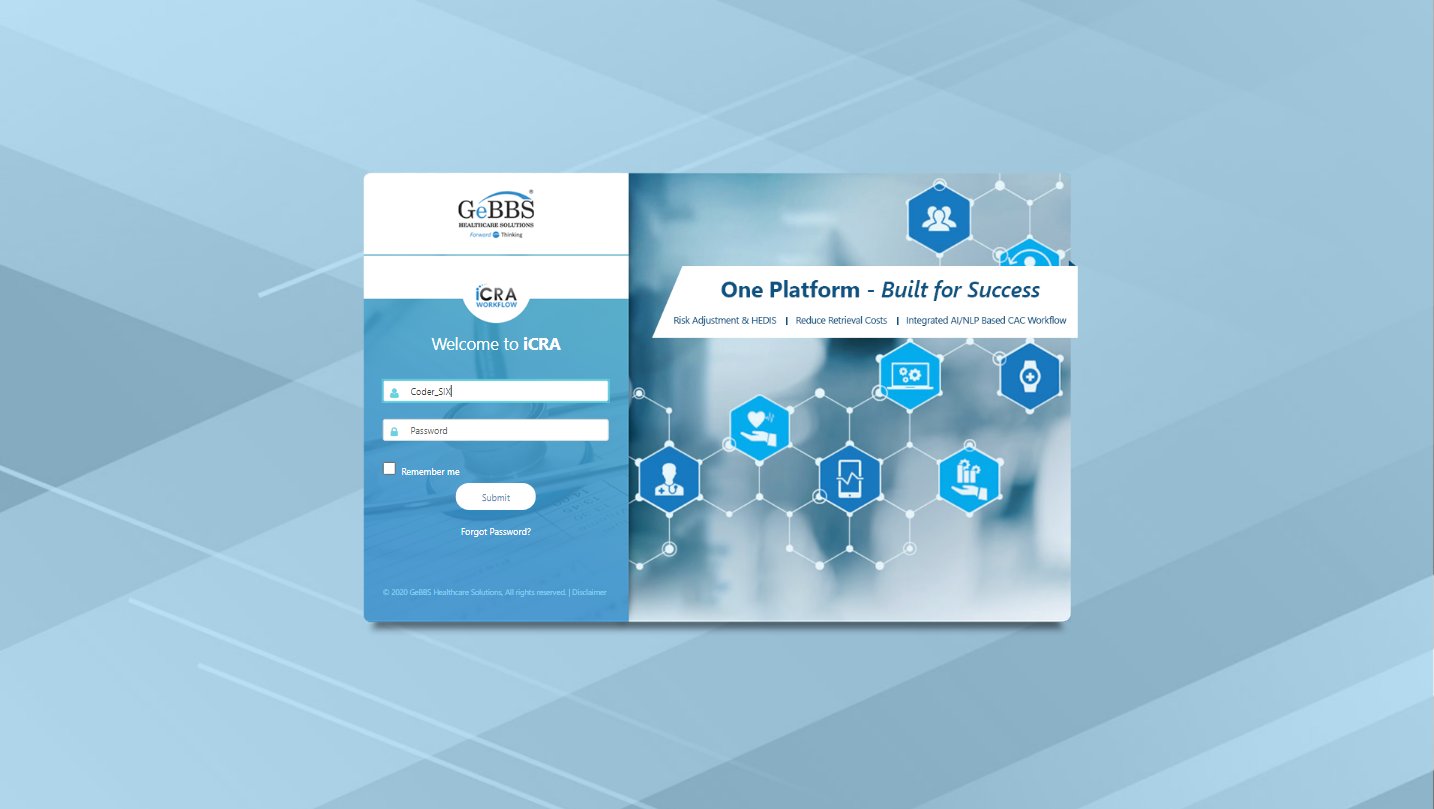 GeBBS®
HEALTHCARE SOLUTIONS
Forward Thinking
iCRA
WORKFLOW
Welcome to iCRA
Coder_SIX
Password
Remember me
Submit
Forgot Password?
© 2020 GeBBS Healthcare Solutions, All rights reserved. | Disclaimer
One Platform - Built for Success
Risk Adjustment & HEDIS | Reduce Retrieval Costs | Integrated AI/NLP Based CAC Workflow